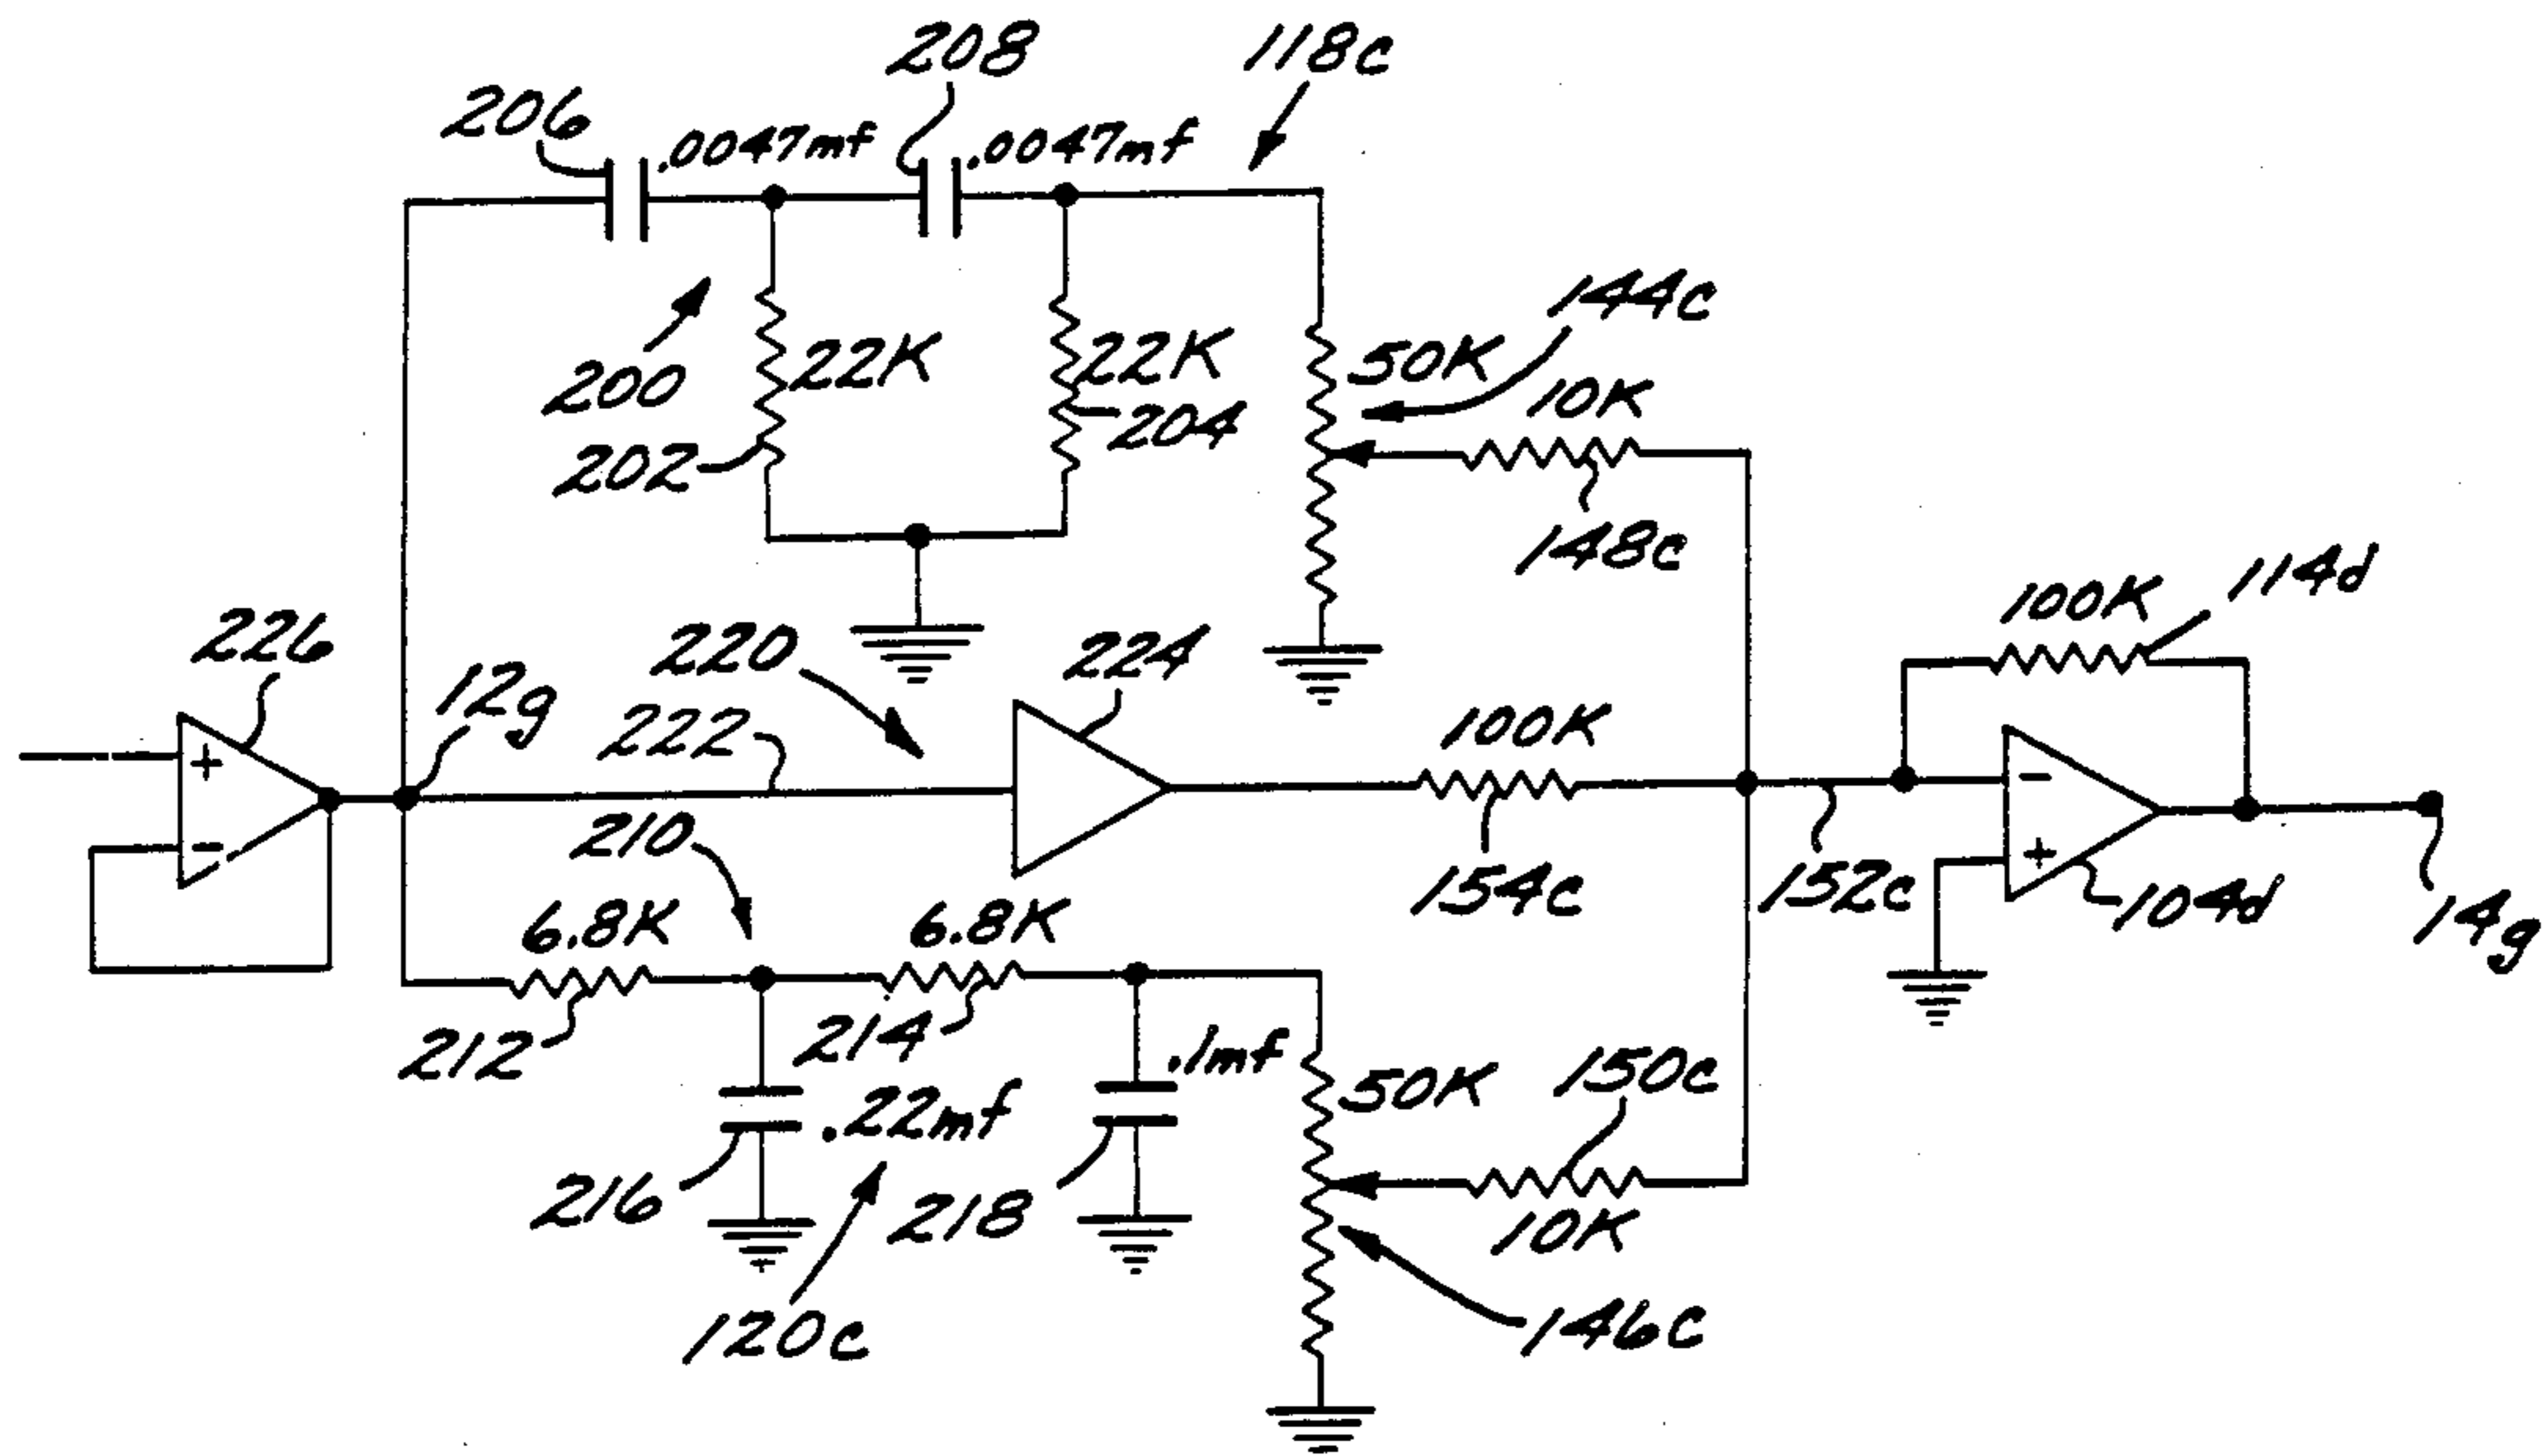 208
118c
206
.0047mf
.0047mf
144c
22K
22K
50K
10K
200
204
202
148c
114d
100K
226
220
224
12g
222
100K
+
-
-
+
210
154c
152c
104d
14g
6.8K
6.8K
212
214
.1mf
50K
150c
.22mf
216
218
10K
120c
146c